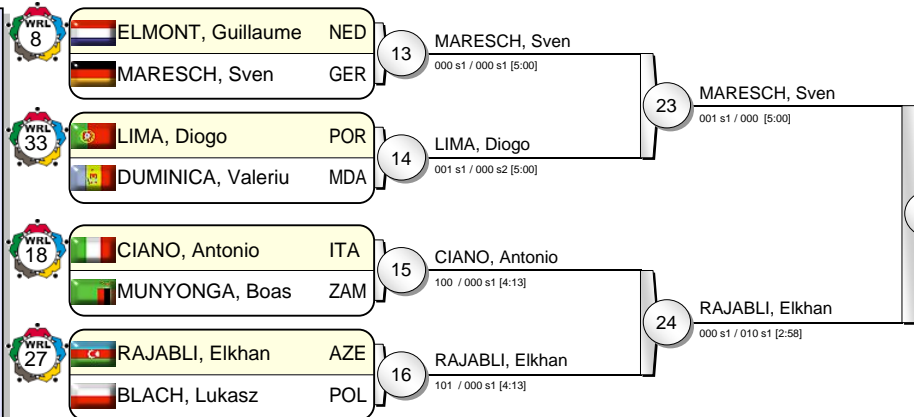 WRL
8
ELMONT, Guillaume NED
MARESCH, Sven GER
13
MARESCH, Sven
000 s1 / 000 s1 [5:00]
23
MARESCH, Sven
001 s1 / 000 [5:00]
WRL
33
LIMA, Diogo POR
DUMINICA, Valeriu MDA
14
LIMA, Diogo
001 s1 / 000 s2 [5:00]
WRL
18
CIANO, Antonio ITA
MUNYONGA, Boas ZAM
15
CIANO, Antonio
100 / 000 s1 [4:13]
24
RAJABLI, Elkhan
000 s1 / 010 s1 [2:58]
WRL
27
RAJABLI, Elkhan AZE
BLACH, Lukasz POL
16
RAJABLI, Elkhan
101 / 000 s1 [4:13]